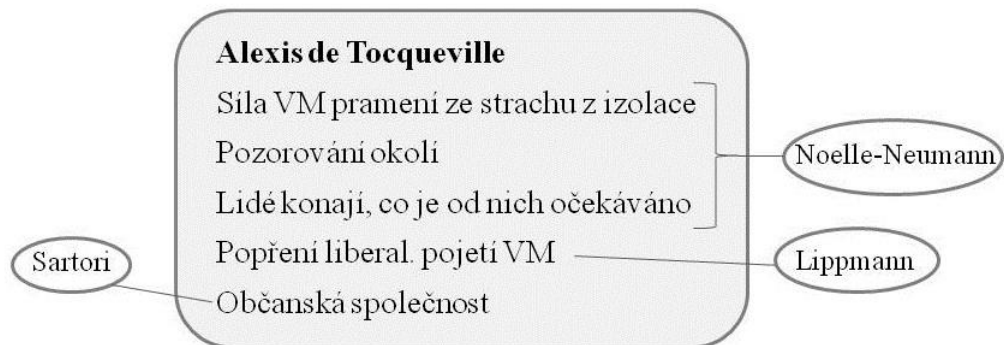 Alexis de Tocqueville
Síla VM pramení ze strachu z izolace
Pozorování okolí
Noelle-Neumann
Lidé konají, co je od nich očekáváno
Popření liberal. pojetí VM
Lippmann
Sartori
Občanská společnost